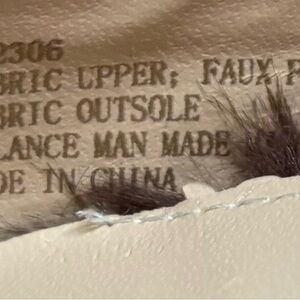 2306
BRIC UPPER; FAUX F
BRIC OUTSOLE
LANCE MAN MADE
DE IN CHINA